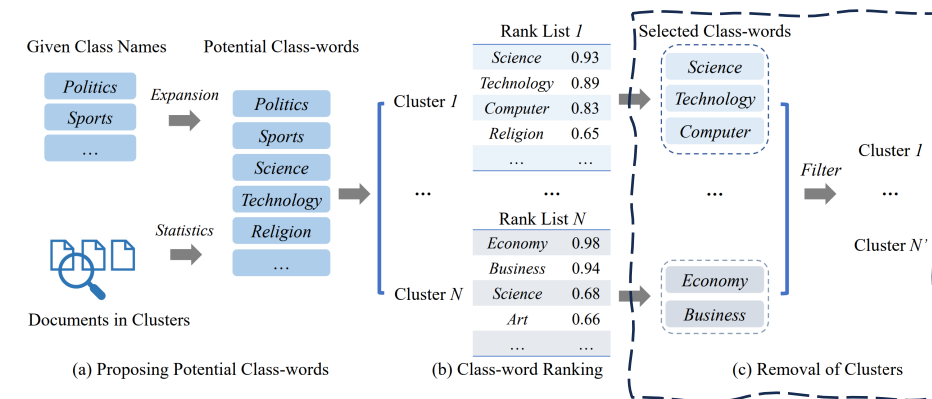 Given Class Names
Politics
Sports
...
Expansion
Statistics
Documents in Clusters
Potential Class-words
Politics
Sports
Science
Technology
Religion
...
(a) Proposing Potential Class-words
Cluster 1
...
Cluster N
Rank List 1
Science 0.93
Technology 0.89
Computer 0.83
Religion 0.65
... ...
...
Rank List N
Economy 0.98
Business 0.94
Science 0.68
Art 0.66
... ...
(b) Class-word Ranking
Selected Class-words
Science
Technology
Computer
...
Economy
Business
Filter
Cluster 1
...
Cluster N'
(c) Removal of Clusters